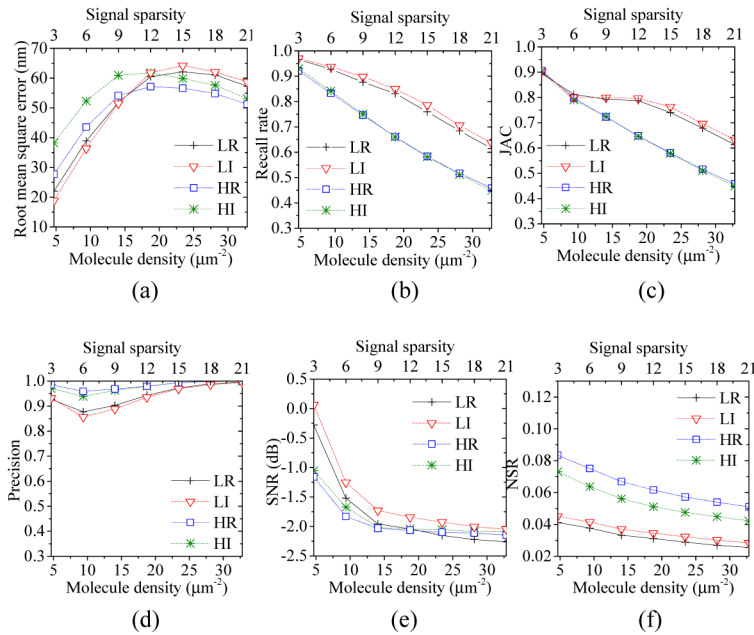 Signal sparsity
3 6 9 12 15 18 21
Root mean square error (nm)
70
60
50
40
30
20
10
LR
LI
HR
HI
5 10 15 20 25 30
Molecule density (μm⁻²)
(a)
Signal sparsity
3 6 9 12 15 18 21
Recall rate
1.0
0.9
0.8
0.7
0.6
0.5
0.4
0.3
LR
LI
HR
HI
5 10 15 20 25 30
Molecule density (μm⁻²)
(b)
Signal sparsity
3 6 9 12 15 18 21
JAC
1.0
0.9
0.8
0.7
0.6
0.5
0.4
0.3
LR
LI
HR
HI
5 10 15 20 25 30
Molecule density (μm⁻²)
(c)
Signal sparsity
3 6 9 12 15 18 21
Precision
1.0
0.9
0.8
0.7
0.6
0.5
0.4
0.3
LR
LI
HR
HI
5 10 15 20 25 30
Molecule density (μm⁻²)
(d)
Signal sparsity
3 6 9 12 15 18 21
SNR (dB)
0.5
0.0
-0.5
-1.0
-1.5
-2.0
-2.5
LR
LI
HR
HI
5 10 15 20 25 30
Molecule density (μm⁻²)
(e)
Signal sparsity
3 6 9 12 15 18 21
NSR
0.12
0.10
0.08
0.06
0.04
0.02
LR
LI
HR
HI
5 10 15 20 25 30
Molecule density (μm⁻²)
(f)